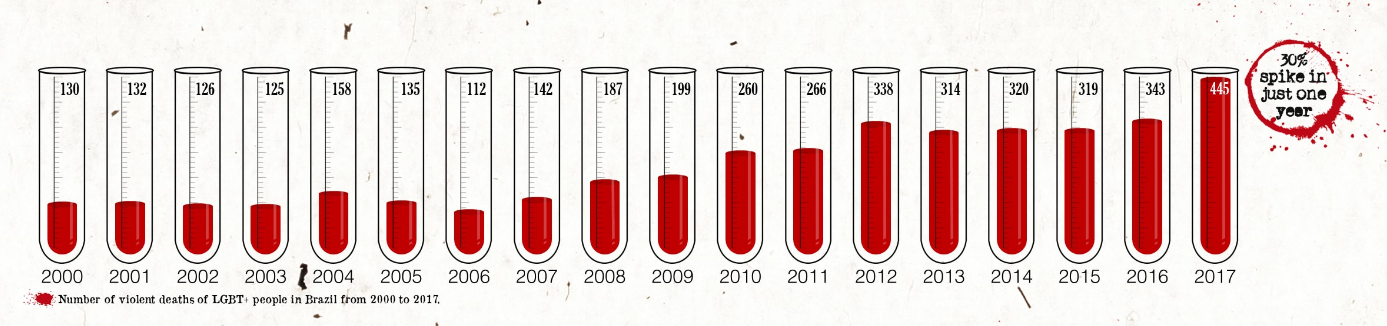 130 132 126 125 158 135 112 142 187 199 260 266 338 314 320 319 343 445
30%
spike in
just one
year
2000 2001 2002 2003 2004 2005 2006 2007 2008 2009 2010 2011 2012 2013 2014 2015 2016 2017
Number of violent deaths of LGBT+ people in Brazil from 2000 to 2017.